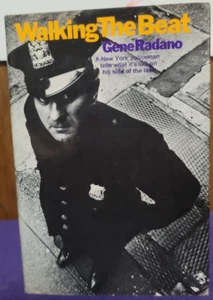 Walking The Beat
Gene Radano
A New York policeman
tells what it's like on
his side of the law